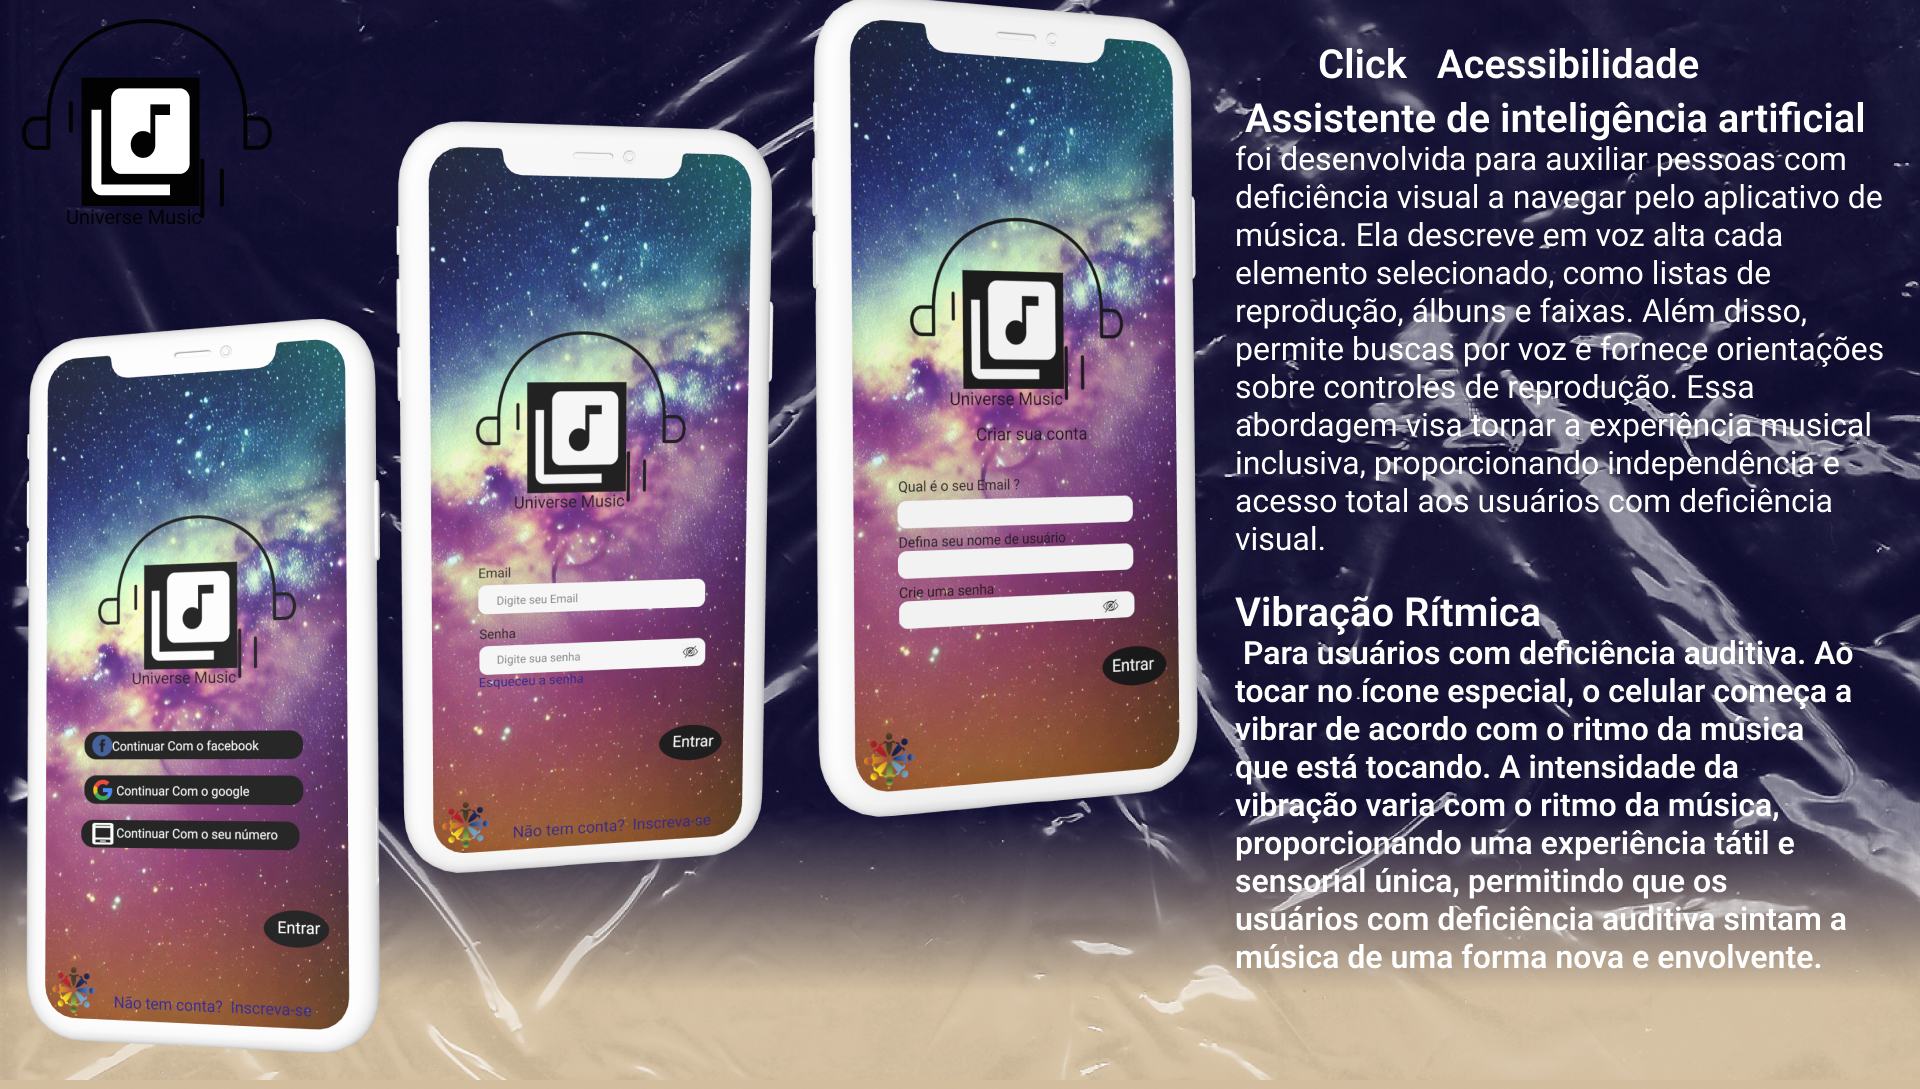 Universe Music
Universe Music
Continuar Com o facebook
Continuar Com o google
Continuar Com o seu número
Entrar
Não tem conta? Inscreva-se
Universe Music
Email
Digite seu Email
Senha
Digite sua senha
Esqueceu a senha
Entrar
Não tem conta? Inscreva-se
Universe Music
Criar sua conta
Qual é o seu Email ?
Defina seu nome de usuário
Crie uma senha
Entrar
Click Acessibilidade
Assistente de inteligência artificial
foi desenvolvida para auxiliar pessoas com
deficiência visual a navegar pelo aplicativo de
música. Ela descreve em voz alta cada
elemento selecionado, como listas de
reprodução, álbuns e faixas. Além disso,
permite buscas por voz e fornece orientações
sobre controles de reprodução. Essa
abordagem visa tornar a experiência musical
inclusiva, proporcionando independência e
acesso total aos usuários com deficiência
visual.
Vibração Rítmica
Para usuários com deficiência auditiva. Ao
tocar no ícone especial, o celular começa a
vibrar de acordo com o ritmo da música
que está tocando. A intensidade da
vibração varia com o ritmo da música,
proporcionando uma experiência tátil e
sensorial única, permitindo que os
usuários com deficiência auditiva sintam a
música de uma forma nova e envolvente.